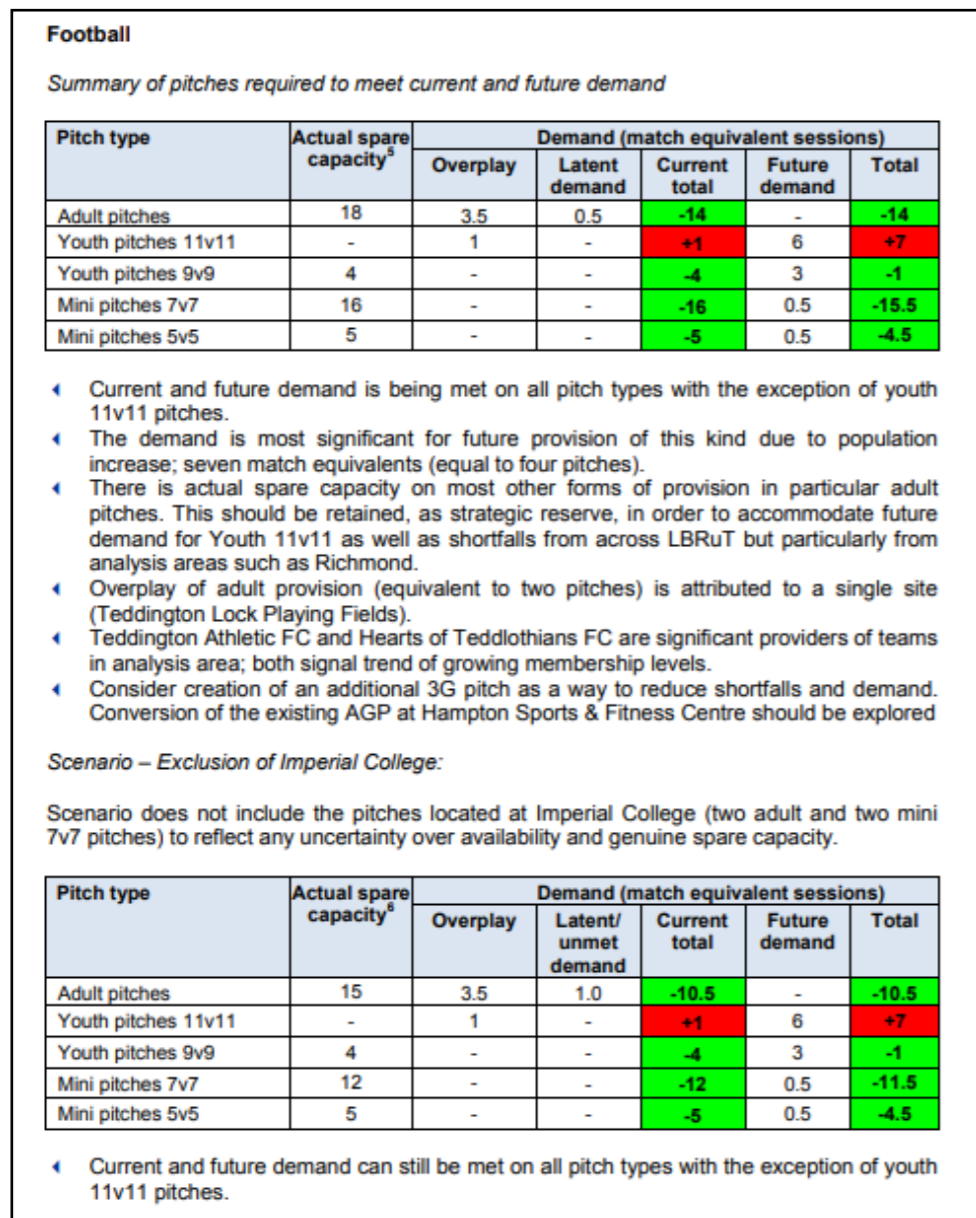 Football
Summary of pitches required to meet current and future demand
Pitch type Actual spare capacity5 Demand (match equivalent sessions)
Overplay Latent demand Current total Future demand Total
Adult pitches 18 3.5 0.5 -14 - -14
Youth pitches 11v11 - 1 - +1 6 +7
Youth pitches 9v9 4 - - -4 3 -1
Mini pitches 7v7 16 - - -16 0.5 -15.5
Mini pitches 5v5 5 - - -5 0.5 -4.5
Current and future demand is being met on all pitch types with the exception of youth
11v11 pitches.
The demand is most significant for future provision of this kind due to population
increase; seven match equivalents (equal to four pitches).
There is actual spare capacity on most other forms of provision in particular adult
pitches. This should be retained, as strategic reserve, in order to accommodate future
demand for Youth 11v11 as well as shortfalls from across LBRuT but particularly from
analysis areas such as Richmond.
Overplay of adult provision (equivalent to two pitches) is attributed to a single site
(Teddington Lock Playing Fields).
Teddington Athletic FC and Hearts of Teddlothians FC are significant providers of teams
in analysis area; both signal trend of growing membership levels.
Consider creation of an additional 3G pitch as a way to reduce shortfalls and demand.
Conversion of the existing AGP at Hampton Sports & Fitness Centre should be explored
Scenario – Exclusion of Imperial College:
Scenario does not include the pitches located at Imperial College (two adult and two mini
7v7 pitches) to reflect any uncertainty over availability and genuine spare capacity.
Pitch type Actual spare capacity6 Demand (match equivalent sessions)
Overplay Latent/ unmet demand Current total Future demand Total
Adult pitches 15 3.5 1.0 -10.5 - -10.5
Youth pitches 11v11 - 1 - +1 6 +7
Youth pitches 9v9 4 - - -4 3 -1
Mini pitches 7v7 12 - - -12 0.5 -11.5
Mini pitches 5v5 5 - - -5 0.5 -4.5
Current and future demand can still be met on all pitch types with the exception of youth
11v11 pitches.